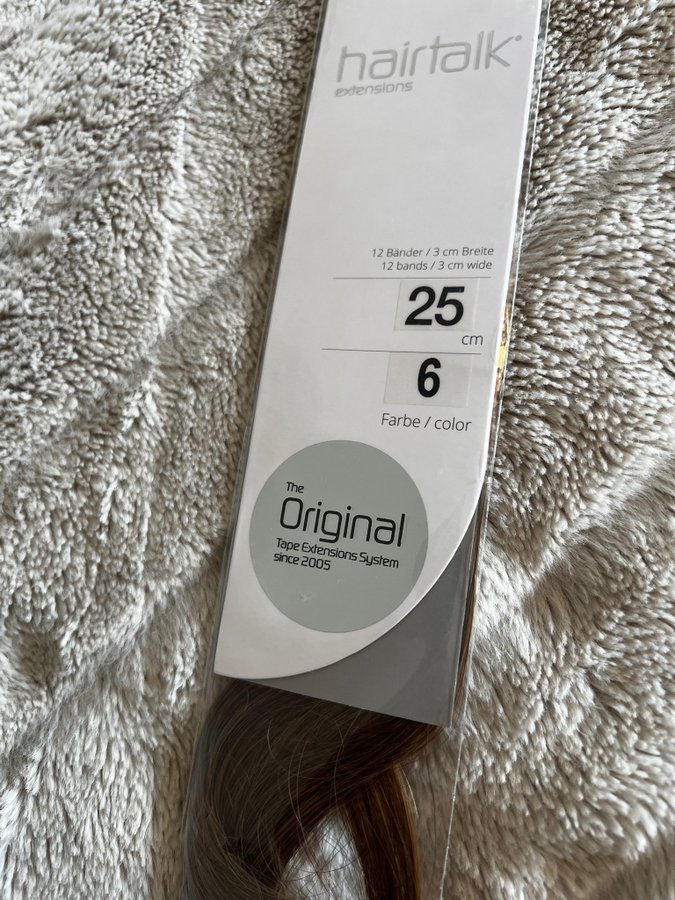 hairtalk®
extensions
12 Bänder / 3 cm Breite
12 bands / 3 cm wide
25
cm
6
Farbe / color
The
Original
Tape Extensions System
since 2005